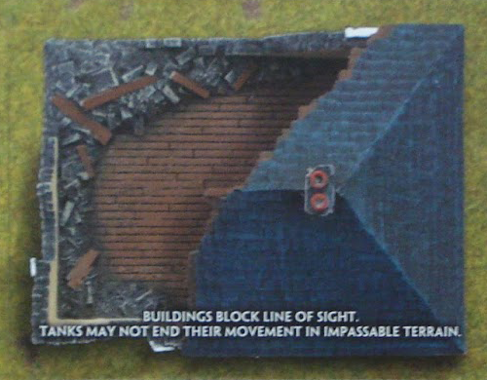 BUILDINGS BLOCK LINE OF SIGHT.
TANKS MAY NOT END THEIR MOVEMENT IN IMPASSABLE TERRAIN.